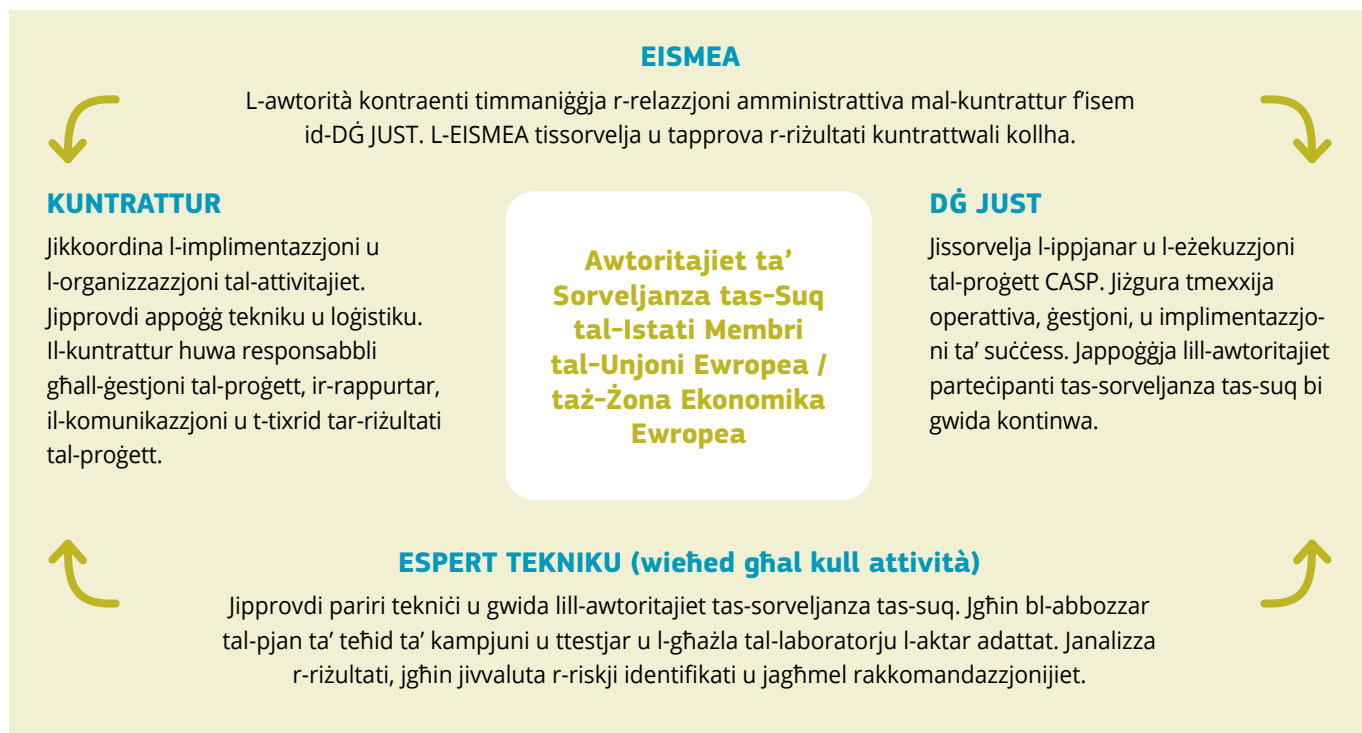 EISMEA
L-awtorità kontraenti timmaniġġja r-relazzjoni amministrattiva mal-kuntrattur f'isem
id-DĠ JUST. L-EISMEA tissorvelja u tapprova r-riżultati kuntrattwali kollha.
KUNTRATTUR
Jikkoordina l-implimentazzjoni u
l-organizzazzjoni tal-attivitajiet.
Jipprovdi appoġġ tekniku u loġistiku.
Il-kuntrattur huwa responsabbli
għall-ġestjoni tal-proġett, ir-rappurtar,
il-komunikazzjoni u t-tixrid tar-riżultati
tal-proġett.
Awtoritajiet ta’
Sorveljanza tas-Suq
tal-Istati Membri
tal-Unjoni Ewropea /
taż-Żona Ekonomika
Ewropea
DĠ JUST
Jissorvelja l-ippjanar u l-eżekuzzjoni
tal-proġett CASP. Jiżgura tmexxija
operattiva, ġestjoni, u implimentazzjo-
ni ta’ suċċess. Jappoġġja lill-awtoritajiet
parteċipanti tas-sorveljanza tas-suq bi
gwida kontinwa.
ESPERT TEKNIKU (wieħed għal kull attività)
Jipprovdi pariri tekniċi u gwida lill-awtoritajiet tas-sorveljanza tas-suq. Jgħin bl-abbozzar
tal-pjan ta’ teħid ta’ kampjuni u ttestjar u l-għażla tal-laboratorju l-aktar adattat. Janalizza
r-riżultati, jgħin jivvaluta r-riskji identifikati u jagħmel rakkomandazzjonijiet.